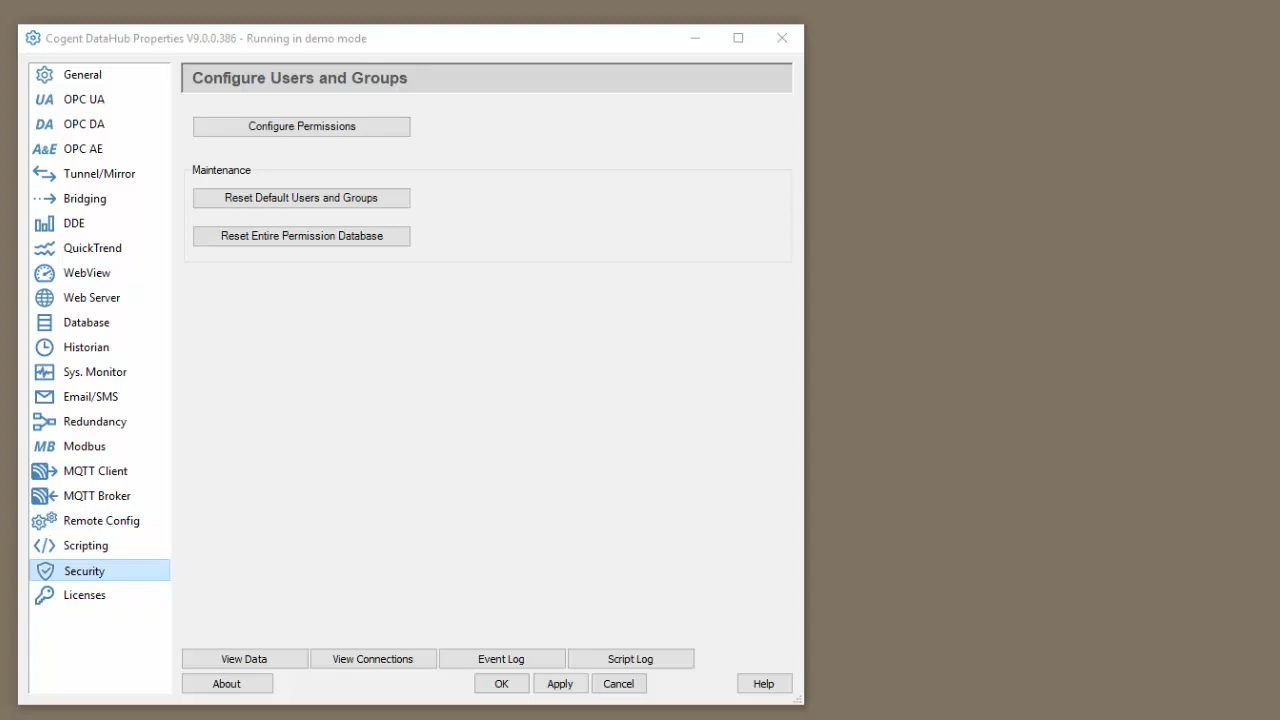 Cogent DataHub Properties V9.0.0.386 - Running in demo mode
General
UA OPC UA
DA OPC DA
A&E OPC AE
Tunnel/Mirror
Bridging
DDE
QuickTrend
WebView
Web Server
Database
Historian
Sys. Monitor
Email/SMS
Redundancy
MB Modbus
MQTT Client
MQTT Broker
Remote Config
Scripting
Security
Licenses
Configure Users and Groups
Configure Permissions
Maintenance
Reset Default Users and Groups
Reset Entire Permission Database
View Data View Connections Event Log Script Log
About OK Apply Cancel Help